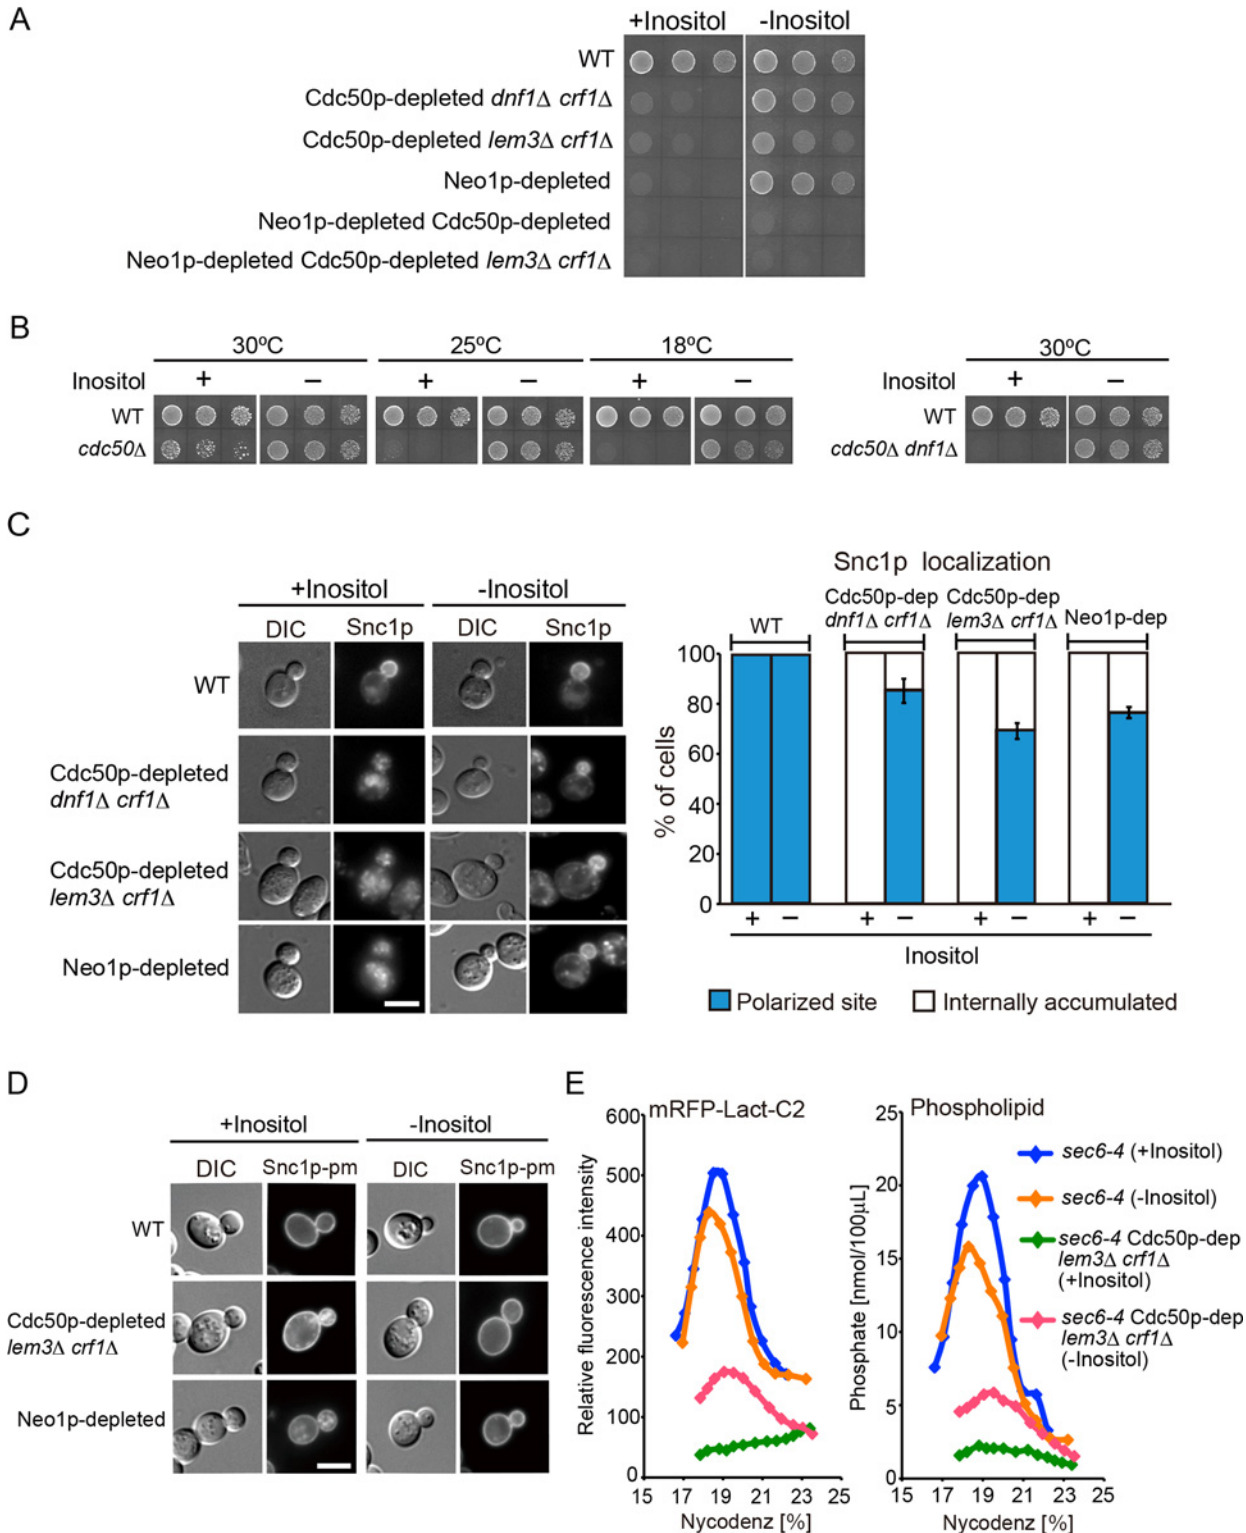 A
+Inositol -Inositol
WT
Cdc50p-depleted dnf1Δ crf1Δ
Cdc50p-depleted lem3Δ crf1Δ
Neo1p-depleted
Neo1p-depleted Cdc50p-depleted
Neo1p-depleted Cdc50p-depleted lem3Δ crf1Δ
B
30ºC 25ºC 18ºC 30ºC
Inositol + − + − + − Inositol + −
WT WT
cdc50Δ cdc50Δ dnf1Δ
C
+Inositol -Inositol
DIC Snc1p DIC Snc1p
WT
Cdc50p-depleted
dnf1Δ crf1Δ
Cdc50p-depleted
lem3Δ crf1Δ
Neo1p-depleted
Snc1p localization
WT
Cdc50p-dep
dnf1Δ crf1Δ
Cdc50p-dep
lem3Δ crf1Δ
Neo1p-dep
% of cells
100
80
60
40
20
0
+ − + − + − + −
Inositol
Polarized site Internally accumulated
D
+Inositol -Inositol
DIC Snc1p-pm DIC Snc1p-pm
WT
Cdc50p-depleted
lem3Δ crf1Δ
Neo1p-depleted
E
mRFP-Lact-C2
Relative fluorescence intensity
600
500
400
300
200
100
0
15 17 19 21 23 25
Nycodenz [%]
Phospholipid
Phosphate [nmol/100μL]
25
20
15
10
5
0
15 17 19 21 23 25
Nycodenz [%]
sec6-4 (+Inositol)
sec6-4 (-Inositol)
sec6-4 Cdc50p-dep
lem3Δ crf1Δ
(+Inositol)
sec6-4 Cdc50p-dep
lem3Δ crf1Δ
(-Inositol)